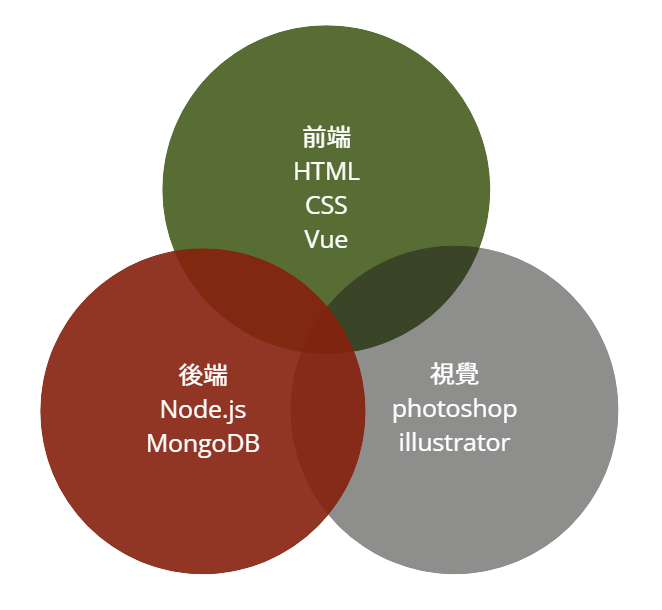 前端
HTML
CSS
Vue
後端
Node.js
MongoDB
視覺
photoshop
illustrator